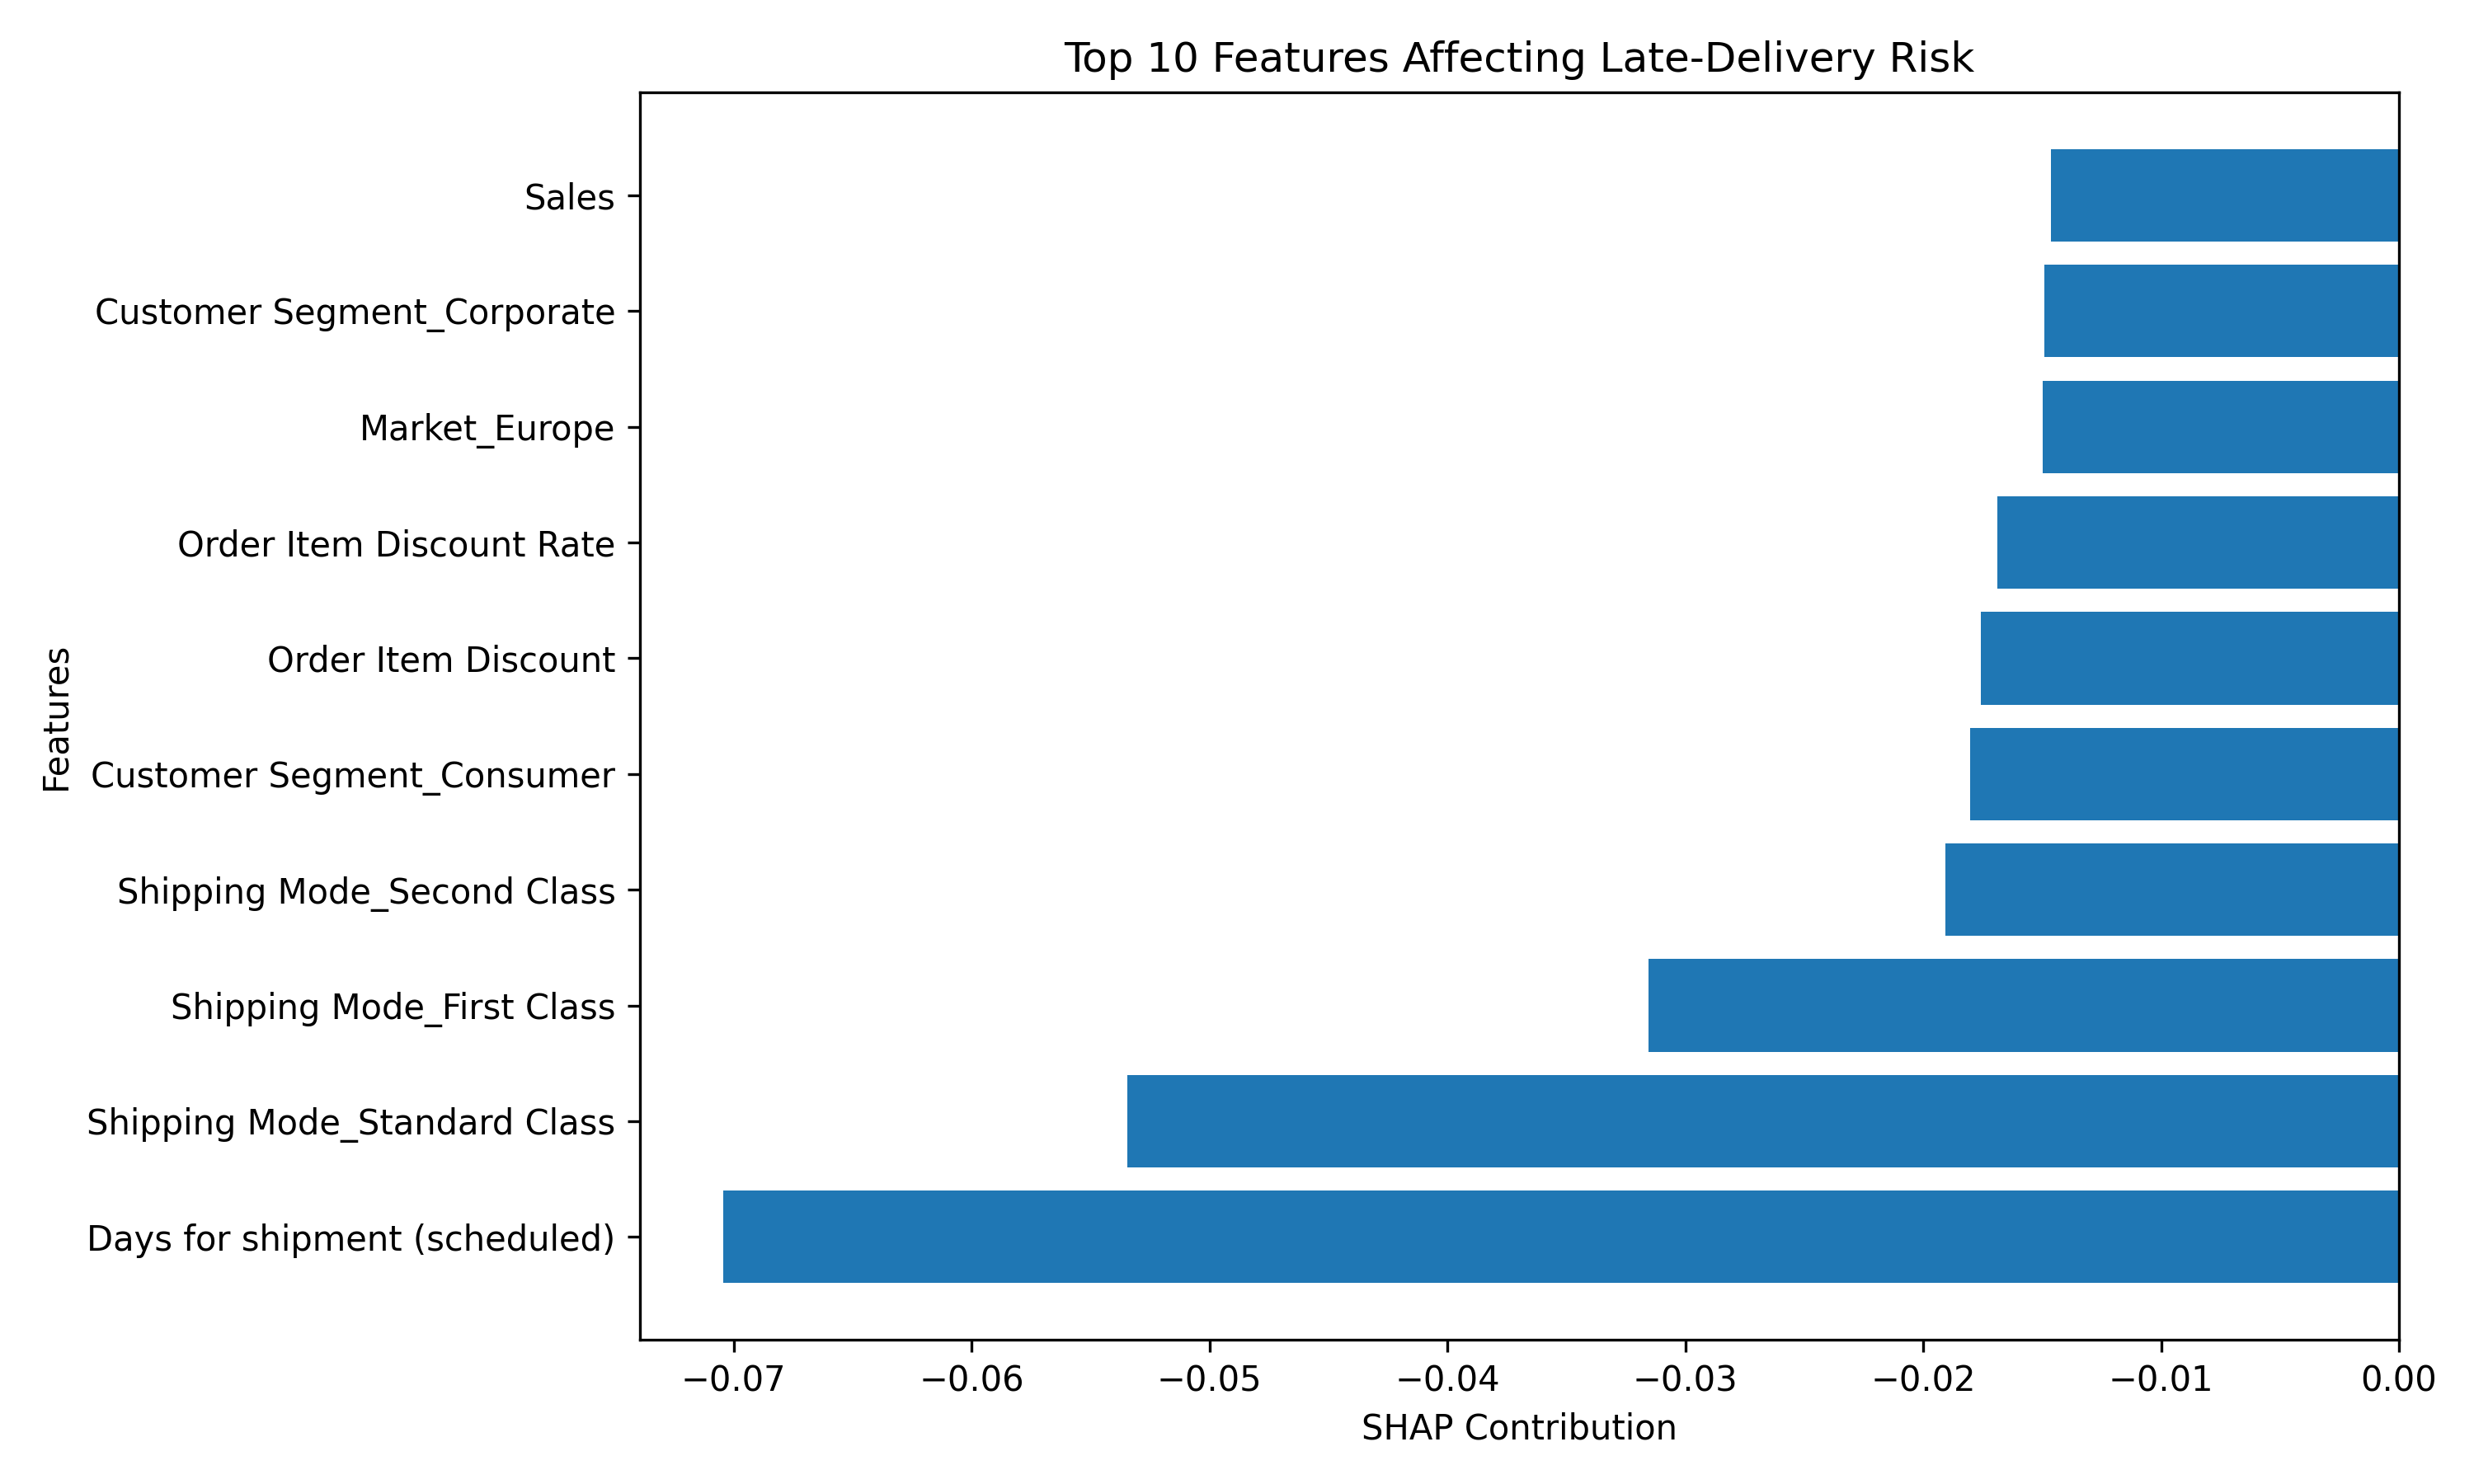 Top 10 Features Affecting Late-Delivery Risk
Features
Sales
Customer Segment_Corporate
Market_Europe
Order Item Discount Rate
Order Item Discount
Customer Segment_Consumer
Shipping Mode_Second Class
Shipping Mode_First Class
Shipping Mode_Standard Class
Days for shipment (scheduled)
−0.07 −0.06 −0.05 −0.04 −0.03 −0.02 −0.01 0.00
SHAP Contribution